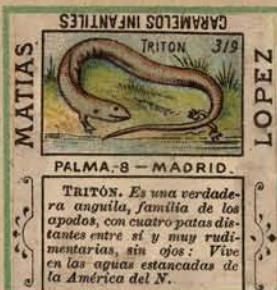 CARAMELOS INFANTILES
MATIAS
TRITON 319
LOPEZ
PALMA.-8-MADRID.
TRITÓN. Es una verdade-
ra anguila, familia de los
apodos, con cuatro patas dis-
tantes entre sí y muy rudi-
mentarias, sin ojos: Vive
en las aguas estancadas de
la América del N.